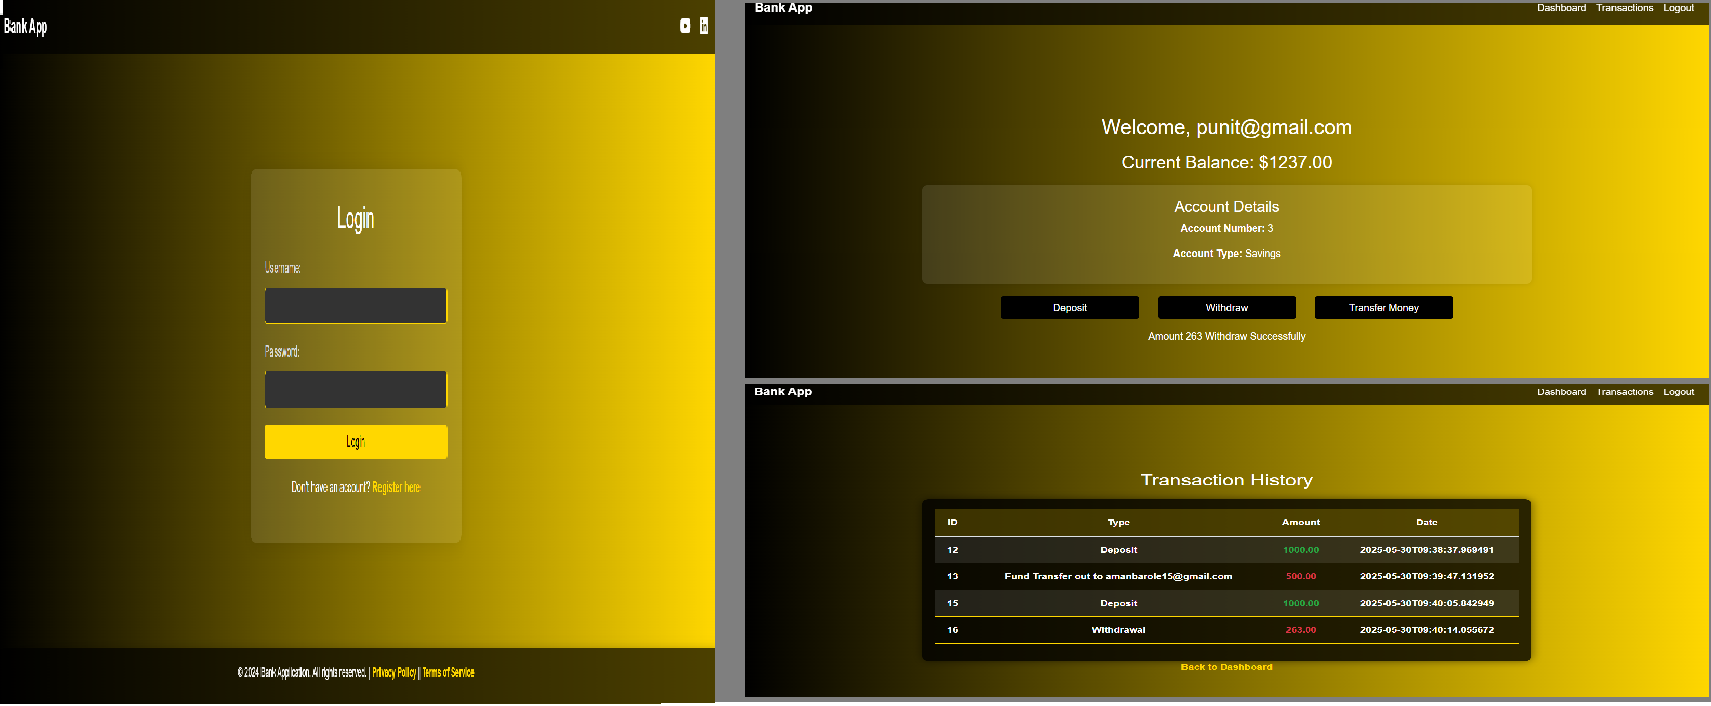 Bank App
Login
Username:
Password:
Login
Don't have an account? Register here
© 2024 iBank Application. All rights reserved. | Privacy Policy || Terms of Service
Bank App
Dashboard Transactions Logout
Welcome, punit@gmail.com
Current Balance: $1237.00
Account Details
Account Number: 3
Account Type: Savings
Deposit Withdraw Transfer Money
Amount 263 Withdraw Successfully
Bank App
Dashboard Transactions Logout
Transaction History
ID Type Amount Date
12 Deposit 1000.00 2025-05-30T09:38:37.969491
13 Fund Transfer out to amanbarole15@gmail.com 500.00 2025-05-30T09:39:47.131952
15 Deposit 1000.00 2025-05-30T09:40:05.042949
16 Withdrawal 263.00 2025-05-30T09:40:14.055672
Back to Dashboard